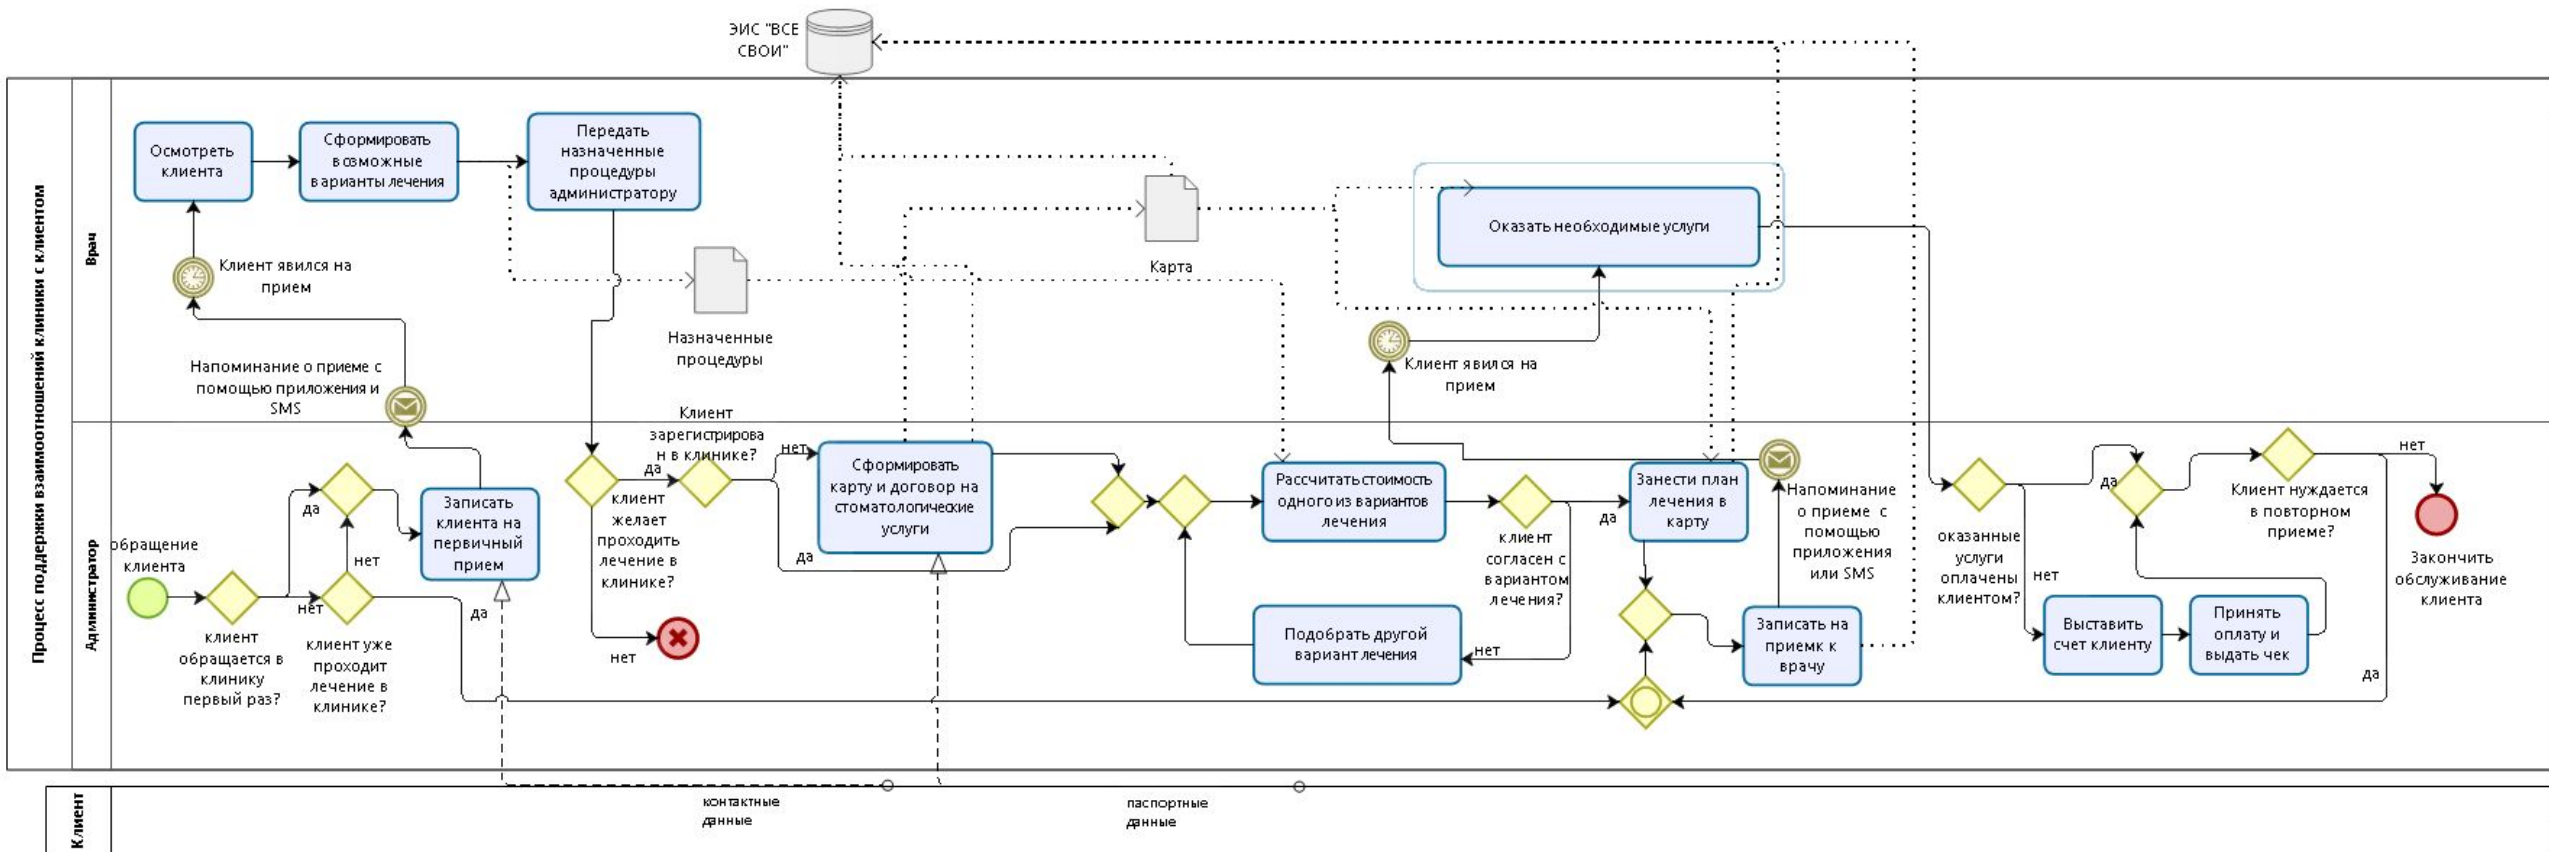 ЭИС "ВСЕ
СВОИ"
Процесс поддержки взаимоотношений клиники с клиентом
Врач
Осмотреть
клиента
Сформировать
возможные
варианты лечения
Передать
назначенные
процедуры
администратору
Клиент явился на
прием
Напоминание о приеме с
помощью приложения и
SMS
Назначенные
процедуры
Карта
Оказать необходимые услуги
Клиент явился на
прием
Администратор
обращение
клиента
клиент
обращается в
клинику
первый раз?
да
нет
клиент уже
проходит
лечение в
клинике?
нет
да
Записать
клиента на
первичный
прием
клиент
желает
проходить
лечение в
клинике?
да
нет
Клиент
зарегистрирова
н в клинике?
нет
да
Сформировать
карту и договор на
стоматологические
услуги
Рассчитать стоимость
одного из вариантов
лечения
Подобрать другой
вариант лечения
клиент
согласен с
вариантом
лечения?
да
нет
Занести план
лечения в
карту
Записать на
приемк к
врачу
Напоминание
о приеме с
помощью
приложения
или SMS
оказанные
услуги
оплачены
клиентом?
да
нет
Выставить
счет клиенту
Принять
оплату и
выдать чек
Клиент нуждается
в повторном
приеме?
нет
да
Закончить
обслуживание
клиента
Клиент
контактные
данные
паспортные
данные